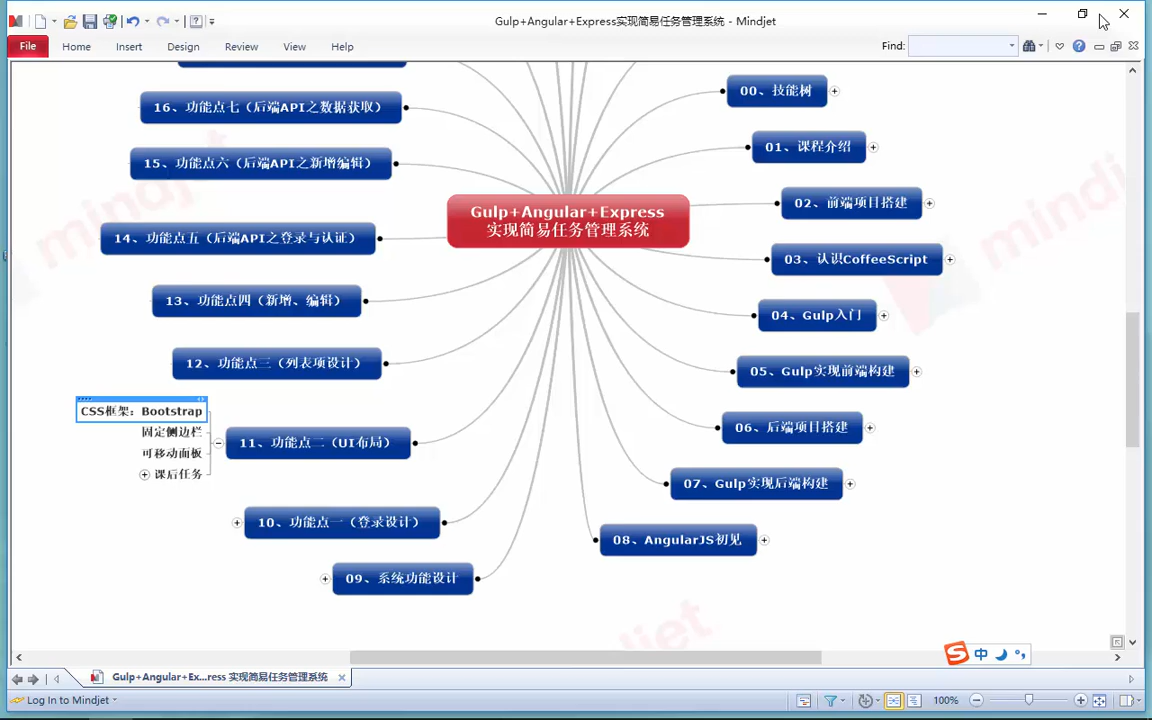 Gulp+Angular+Express实现简易任务管理系统 - Mindjet
File Home Insert Design Review View Help Find:
00、技能树
16、功能点七（后端API之数据获取）
01、课程介绍
15、功能点六（后端API之新增编辑）
02、前端项目搭建
Gulp+Angular+Express
实现简易任务管理系统
14、功能点五（后端API之登录与认证）
03、认识CoffeeScript
13、功能点四（新增、编辑）
04、Gulp入门
12、功能点三（列表项设计）
05、Gulp实现前端构建
CSS框架：Bootstrap
固定侧边栏
11、功能点二（UI布局）
可移动面板
课后任务
06、后端项目搭建
07、Gulp实现后端构建
10、功能点一（登录设计）
08、AngularJS初见
09、系统功能设计
mindjet
mindj
mindjet
中
Gulp+Angular+Ex...ress 实现简易任务管理系统
Log In to Mindjet
100%